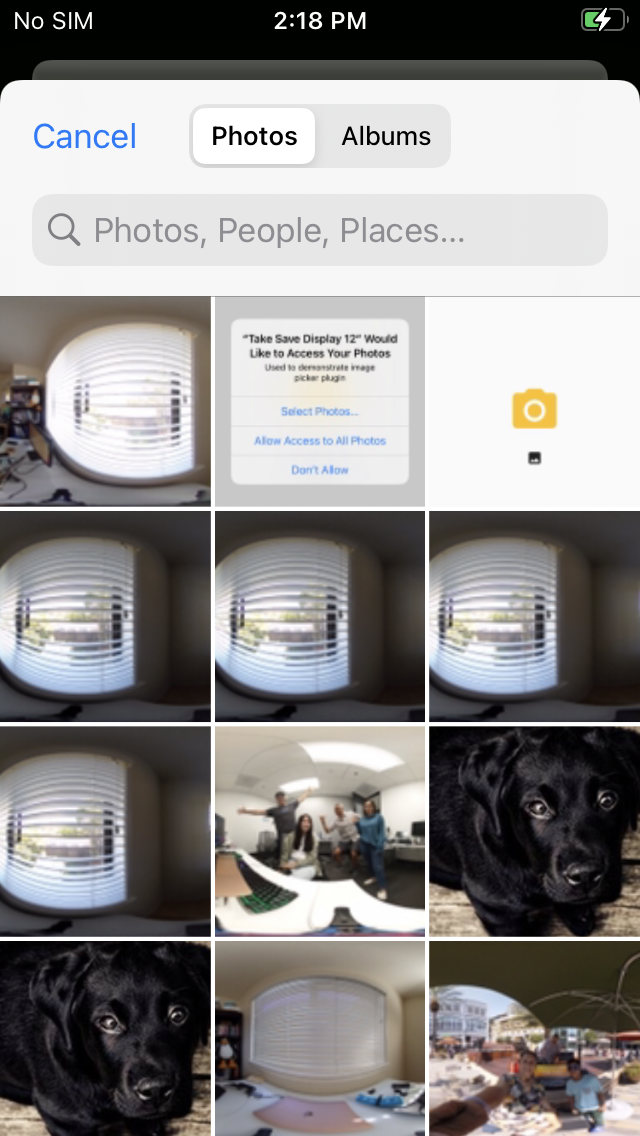 No SIM
2:18 PM
Cancel
Photos
Albums
Photos, People, Places...
“Take Save Display 12” Would
Like to Access Your Photos
Used to demonstrate image
picker plugin
Select Photos...
Allow Access to All Photos
Don't Allow